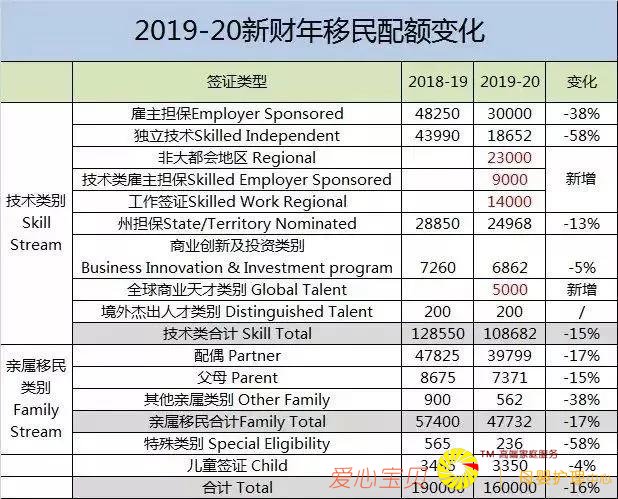 2019-20新财年移民配额变化
签证类型 2018-19 2019-20 变化
技术类别 Skill Stream
雇主担保Employer Sponsored 48250 30000 -38%
独立技术Skilled Independent 43990 18652 -58%
非大都会地区 Regional 23000
技术类雇主担保Skilled Employer Sponsored 9000 新增
工作签证Skilled Work Regional 14000
州担保State/Territory Nominated 28850 24968 -13%
商业创新及投资类别
Business Innovation & Investment program 7260 6862 -5%
全球商业天才类别 Global Talent 5000 新增
境外杰出人才类别 Distinguished Talent 200 200 /
技术类合计 Skill Total 128550 108682 -15%
亲属移民类别 Family Stream
配偶 Partner 47825 39799 -17%
父母 Parent 8675 7371 -15%
其他亲属类别 Other Family 900 562 -38%
亲属移民合计Family Total 57400 47732 -17%
特殊类别 Special Eligibility 565 236 -58%
TM 高端家庭服务
儿童签证 Child 3485 3350 -4%
爱心宝贝 母婴护理中心
合计 Total 190000 160000 -16%